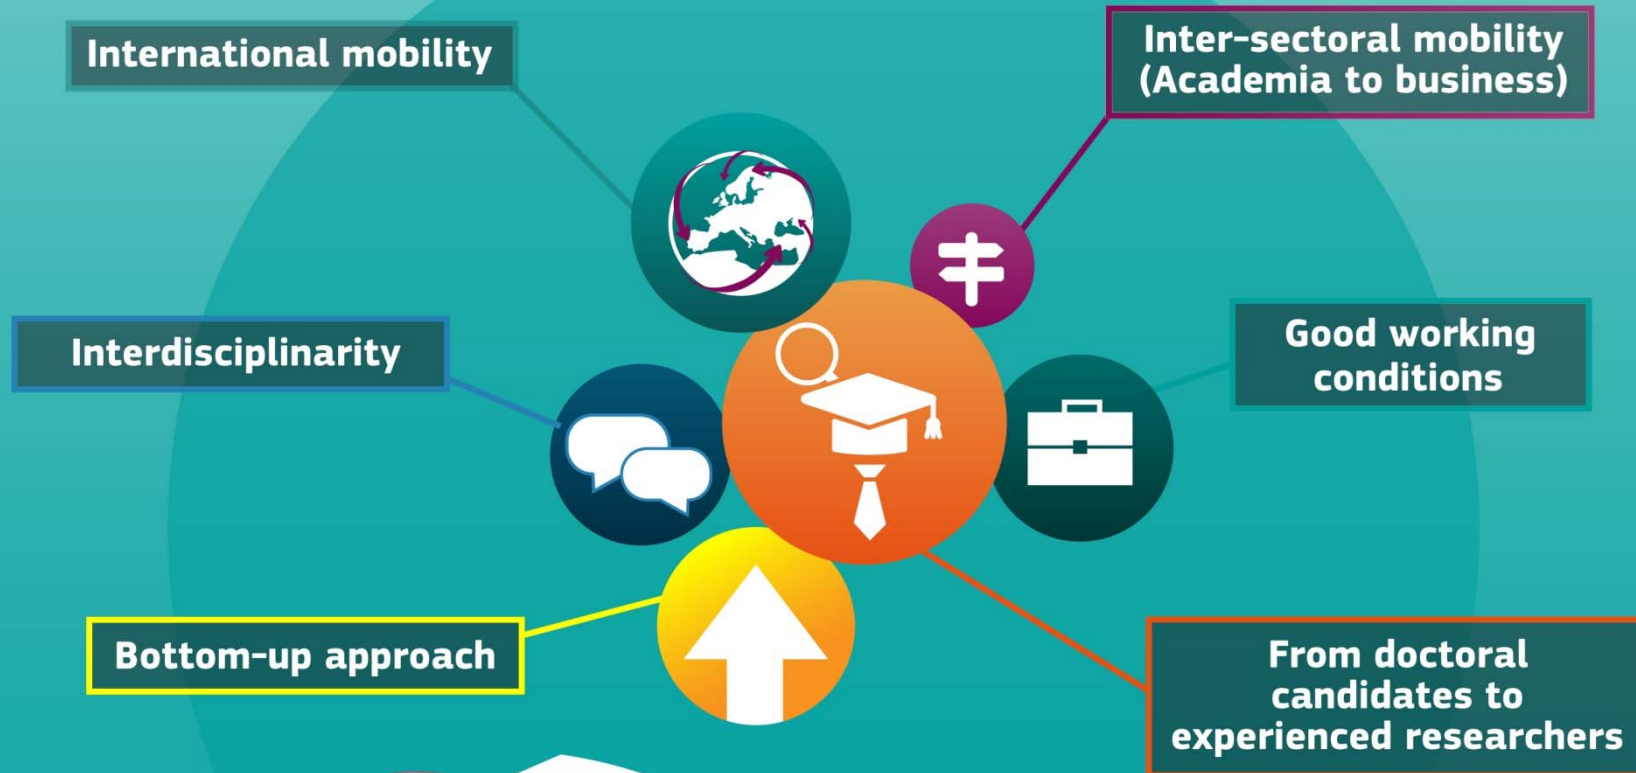 International mobility
Inter-sectoral mobility
(Academia to business)
Interdisciplinarity
Good working
conditions
Bottom-up approach
From doctoral
candidates to
experienced researchers